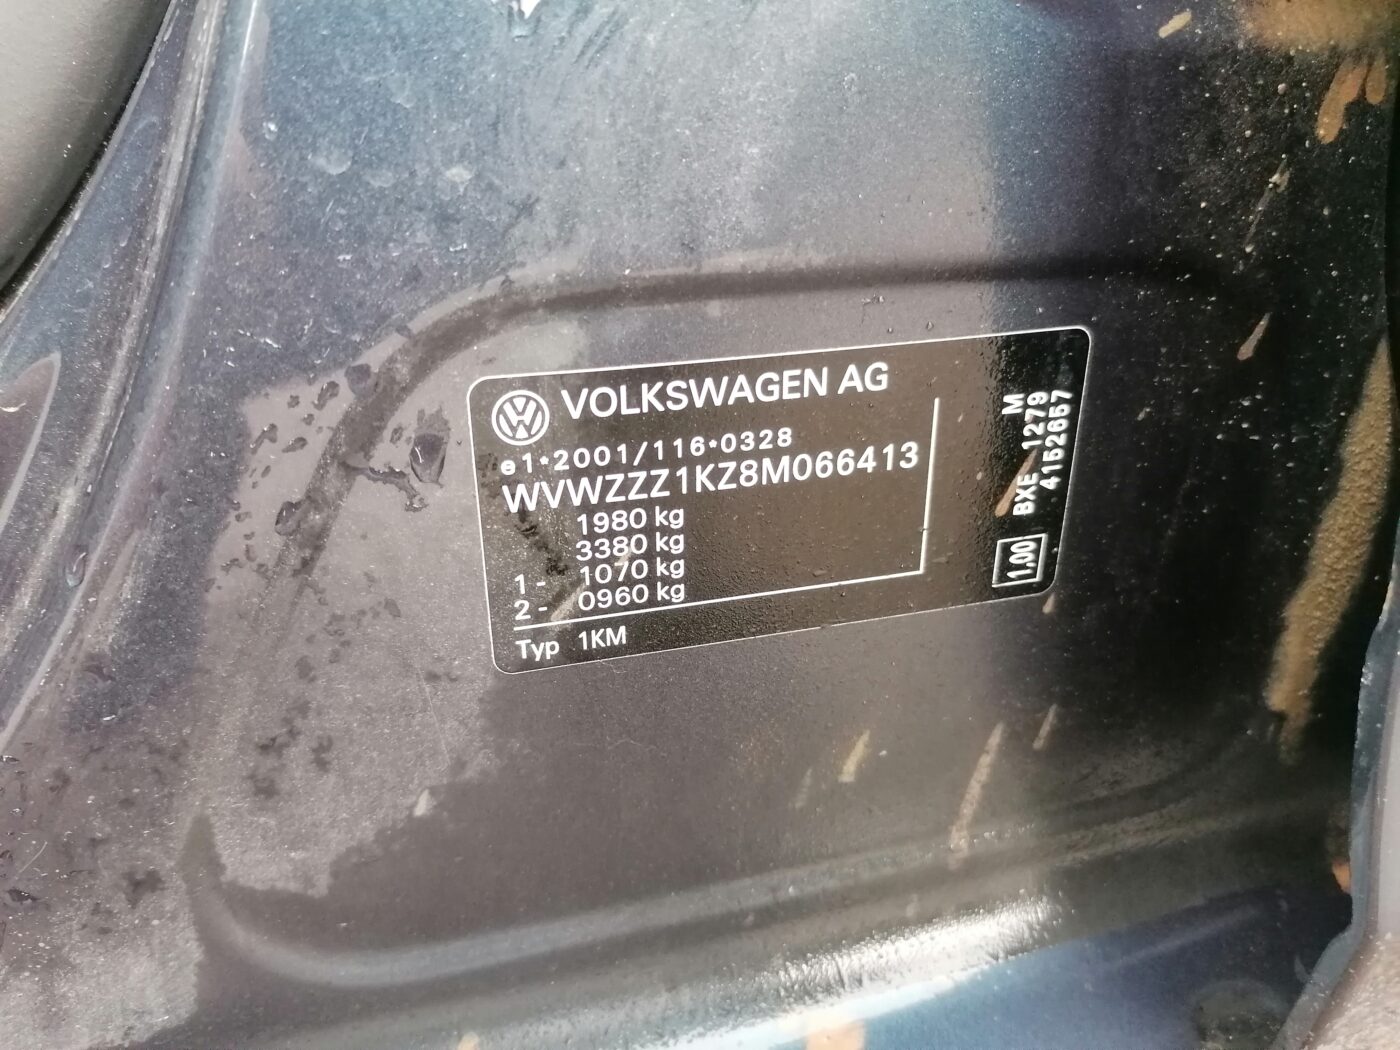 VOLKSWAGEN AG
e1*2001/116*0328
WVWZZZ1KZ8M066413
1980 kg
3380 kg
1 - 1070 kg
2 - 0960 kg
Typ 1KM
M
BXE 1279
4152657
1,00